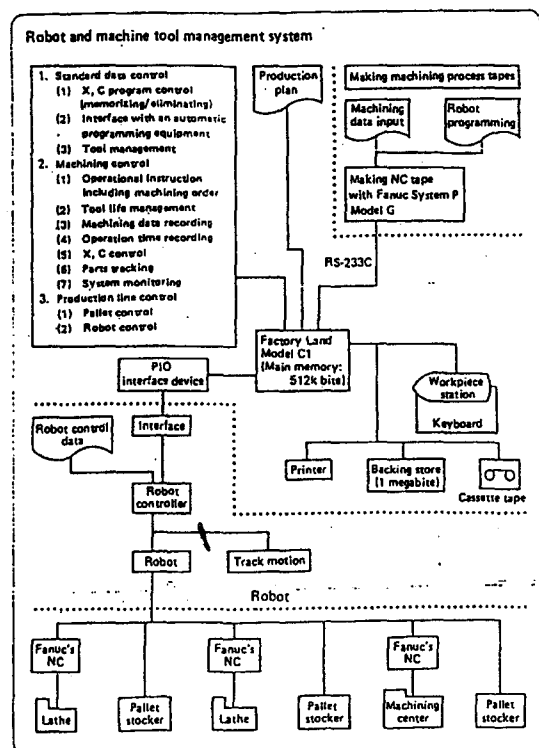 Robot and machine tool management system
1. Standard data control
(1) X, C program control
(memorizing/eliminating)
(2) Interface with an automatic
programming equipment
(3) Tool management
2. Machining control
(1) Operational instruction
including machining order
(2) Tool life management
(3) Machining data recording
(4) Operation time recording
(5) X, C control
(6) Parts tracking
(7) System monitoring
3. Production line control
(1) Pallet control
(2) Robot control
Production
plan
Making machining process tapes
Machining
data input
Robot
programming
Making NC tape
with Fanuc System P
Model G
RS-233C
Factory Land
Model C1
(Main memory:
512k bite)
PIO
interface device
Workpiece
station
Keyboard
Robot control
data
Interface
Printer
Backing store
(1 megabite)
Cassette tape
Robot
controller
Robot
Track motion
Robot
Fanuc's
NC
Fanuc's
NC
Fanuc's
NC
Lathe
Pallet
stocker
Lathe
Pallet
stocker
Machining
center
Pallet
stocker